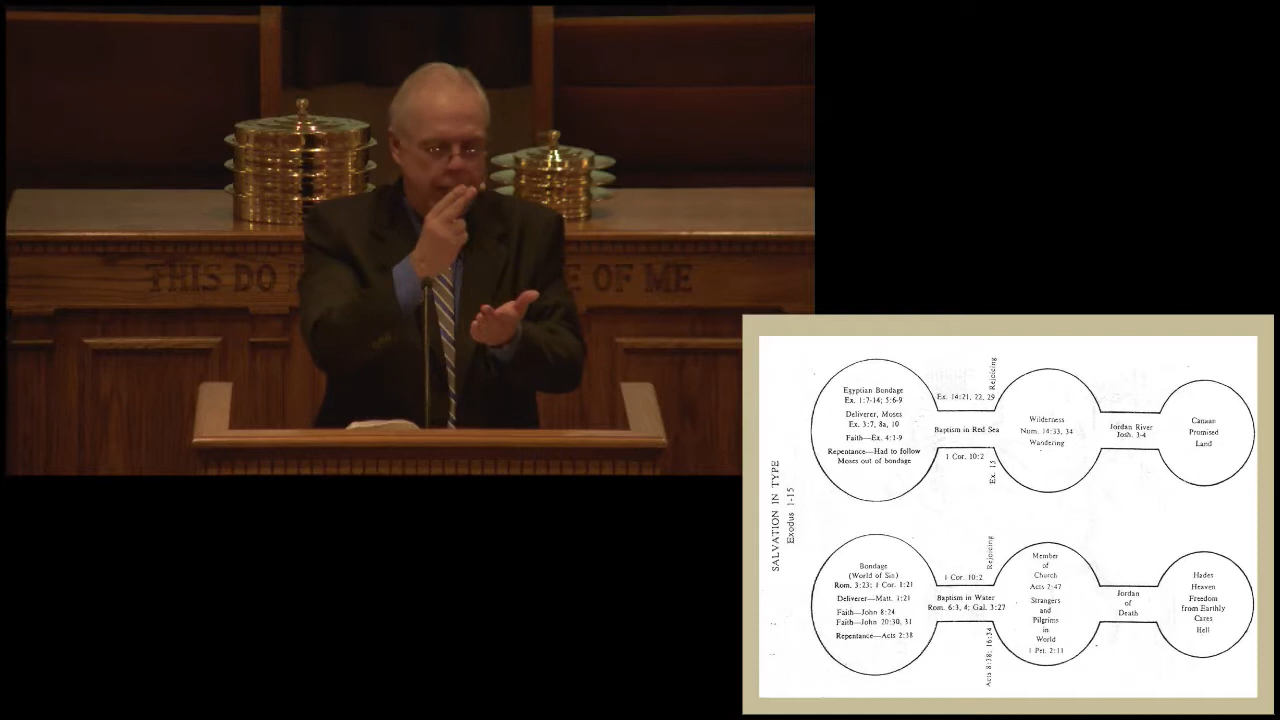 THIS DO
E OF ME
SALVATION IN TYPE
Exodus 1-15
Egyptian Bondage
Ex. 1:7-14; 5:6-9
Deliverer, Moses
Ex. 3:7, 8a, 10
Faith—Ex. 4:1-9
Repentance—Had to follow
Moses out of bondage
Ex. 14:21, 22, 29
Rejoicing
Baptism in Red Sea
1 Cor. 10:2
Ex. 15
Wilderness
Num. 14:33, 34
Wandering
Jordan River
Josh. 3-4
Canaan
Promised
Land
Bondage
(World of Sin)
Rom. 3:23; 1 Cor. 1:21
Deliverer—Matt. 1:21
Faith—John 8:24
Faith—John 20:30, 31
Repentance—Acts 2:38
1 Cor. 10:2
Rejoicing
Baptism in Water
Rom. 6:3, 4; Gal. 3:27
Acts 8:38; 16:34
Member
of
Church
Acts 2:47
Strangers
and
Pilgrims
in
World
1 Pet. 2:11
Jordan
of
Death
Hades
Heaven
Freedom
from Earthly
Cares
Hell